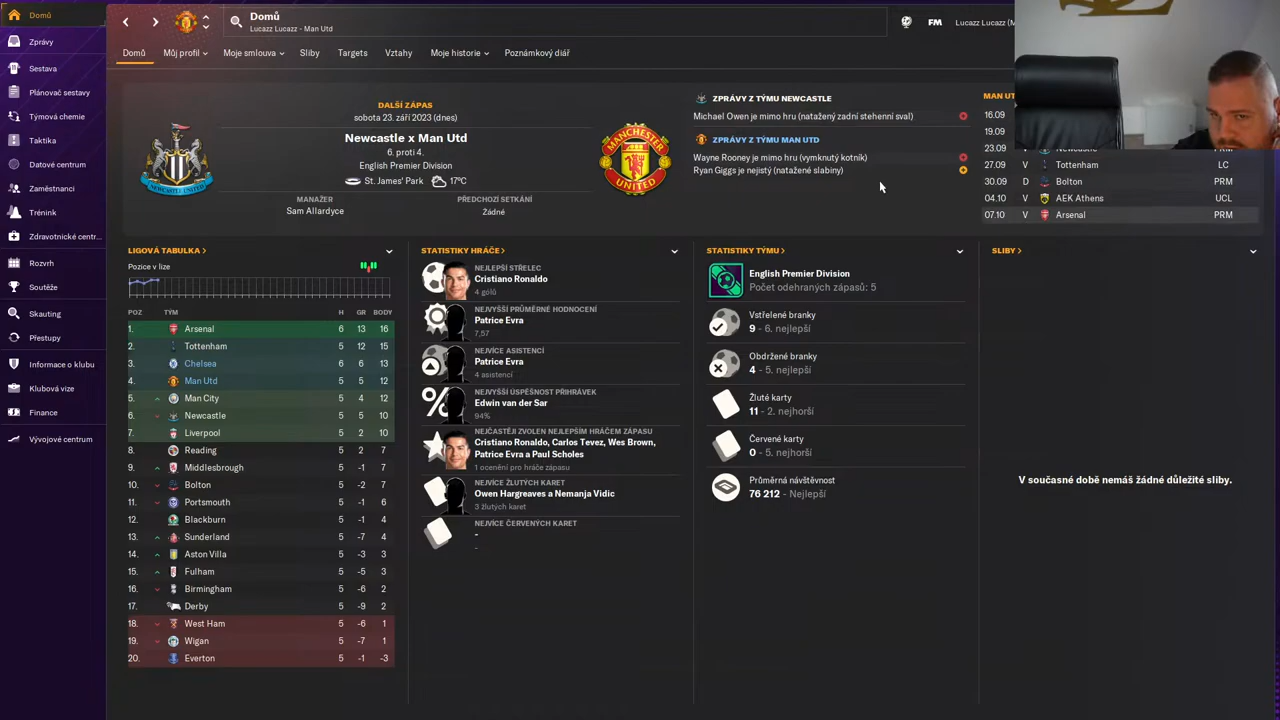 Domů
Zprávy
Sestava
Plánovač sestavy
Týmová chemie
Taktika
Datové centrum
Zaměstnanci
Trénink
Zdravotnické centr...
Rozvrh
Soutěže
Skauting
Přestupy
Informace o klubu
Klubová vize
Finance
Vývojové centrum
Domů
Lucazz Lucazz - Man Utd
FM
Lucazz Lucazz (M
Domů
Můj profil
Moje smlouva
Sliby
Targets
Vztahy
Moje historie
Poznámkový diář
DALŠÍ ZÁPAS
sobota 23. září 2023 (dnes)
Newcastle x Man Utd
6. proti 4.
English Premier Division
St. James' Park
17°C
MANAŽER
Sam Allardyce
PŘEDCHOZÍ SETKÁNÍ
Žádné
MANCHESTER
UNITED
ZPRÁVY Z TÝMU NEWCASTLE
Michael Owen je mimo hru (natažený zadní stehenní sval)
ZPRÁVY Z TÝMU MAN UTD
Wayne Rooney je mimo hru (vymknutý kotník)
Ryan Giggs je nejistý (natažené slabiny)
MAN UT
16.09
19.09
23.09 Newcastle PRM
27.09 V Tottenham LC
30.09 D Bolton PRM
04.10 V AEK Athens UCL
07.10 V Arsenal PRM
LIGOVÁ TABULKA >
Pozice v lize
POZ TÝM H GR BODY
1. Arsenal 6 13 16
2. Tottenham 6 12 15
3. Chelsea 6 6 13
4. Man Utd 5 5 12
5. Man City 5 4 12
6. Newcastle 5 5 10
7. Liverpool 5 2 10
8. Reading 5 2 7
9. Middlesbrough 5 -1 7
10. Bolton 5 -2 7
11. Portsmouth 5 -1 6
12. Blackburn 5 -1 4
13. Sunderland 5 -7 4
14. Aston Villa 5 -3 3
15. Fulham 5 -5 3
16. Birmingham 5 -6 2
17. Derby 5 -9 2
18. West Ham 5 -6 1
19. Wigan 5 -7 1
20. Everton 5 -1 -3
STATISTIKY HRÁČE >
NEJLEPŠÍ STŘELEC
Cristiano Ronaldo
4 gólů
NEJVYŠŠÍ PRŮMĚRNÉ HODNOCENÍ
Patrice Evra
7,57
NEJVÍCE ASISTENCÍ
Patrice Evra
4 asistencí
NEJVYŠŠÍ ÚSPĚŠNOST PŘIHRÁVEK
Edwin van der Sar
94%
NEJČASTĚJI ZVOLEN NEJLEPŠÍM HRÁČEM ZÁPASU
Cristiano Ronaldo, Carlos Tevez, Wes Brown,
Patrice Evra a Paul Scholes
1 ocenění pro hráče zápasu
NEJVÍCE ŽLUTÝCH KARET
Owen Hargreaves a Nemanja Vidic
3 žlutých karet
NEJVÍCE ČERVENÝCH KARET
-
-
STATISTIKY TÝMU >
English Premier Division
Počet odehraných zápasů: 5
Vstřelené branky
9 - 6. nejlepší
Obdržené branky
4 - 5. nejlepší
Žluté karty
11 - 2. nejhorší
Červené karty
0 - 5. nejhorší
Průměrná návštěvnost
76 212 - Nejlepší
SLIBY >
V současné době nemáš žádné důležité sliby.